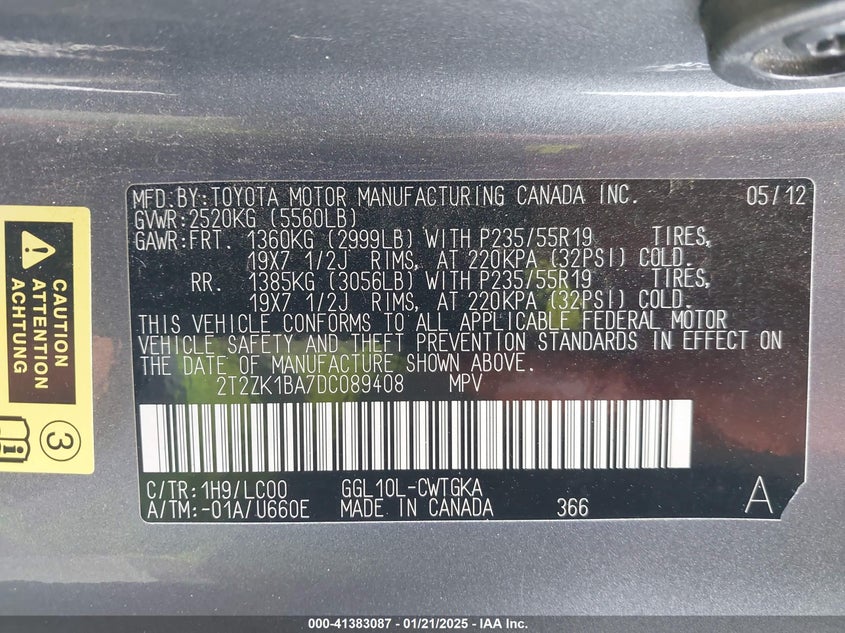 MFD.BY:TOYOTA MOTOR MANUFACTURING CANADA INC. 05/12
GVWR:2520KG (5560LB)
GAWR:FRT. 1360KG (2999LB) WITH P235/55R19 TIRES,
19X7 1/2J RIMS, AT 220KPA (32PSI) COLD.
RR. 1385KG (3056LB) WITH P235/55R19 TIRES,
19X7 1/2J RIMS, AT 220KPA (32PSI) COLD.
THIS VEHICLE CONFORMS TO ALL APPLICABLE FEDERAL MOTOR
VEHICLE SAFETY AND THEFT PREVENTION STANDARDS IN EFFECT ON
THE DATE OF MANUFACTURE SHOWN ABOVE.
2T2ZK1BA7DC089408 MPV
C/TR:1H9/LC00 GGL10L-CWTGKA
A/TM:-01A/U660E MADE IN CANADA 366 A
CAUTION
ATTENTION
ACHTUNG
3
000-41383087 - 01/21/2025 - IAA Inc.